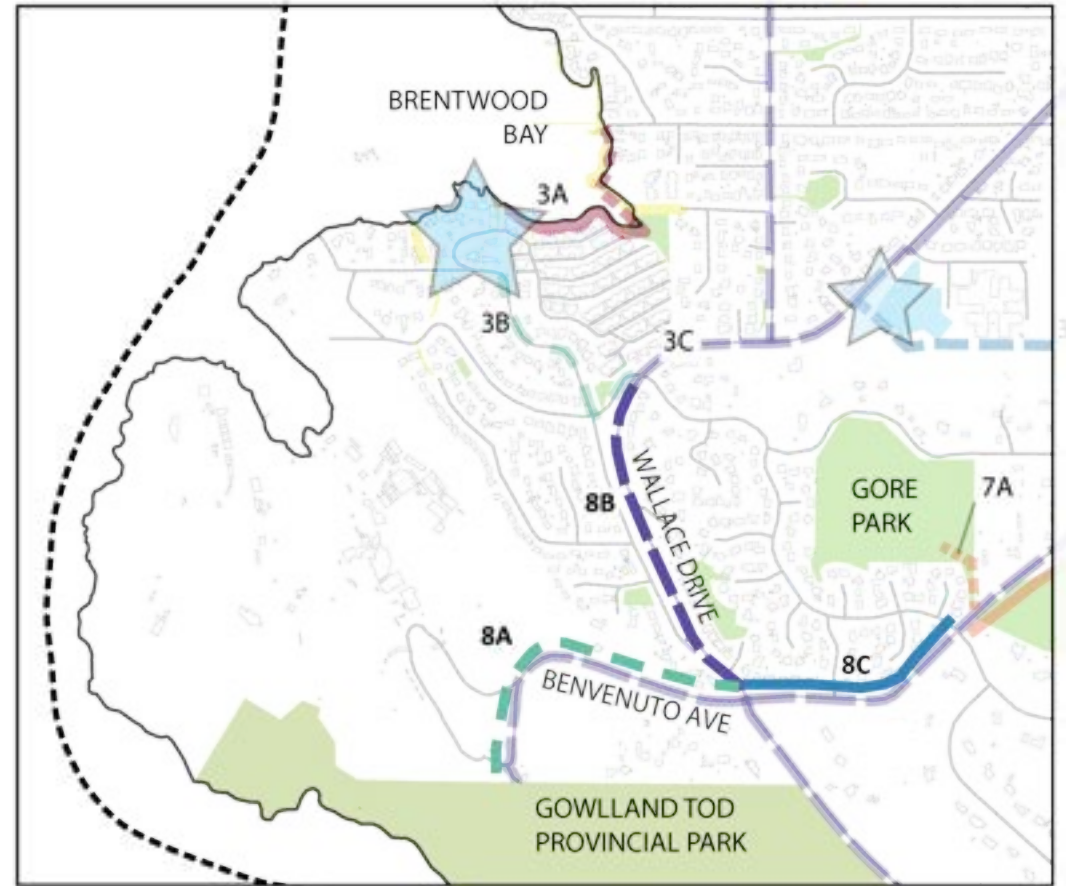 BRENTWOOD
BAY
3A
3B
3C
WALLACE DRIVE
8B
GORE
PARK
7A
8A
8C
BENVENUTO AVE
GOWLLAND TOD
PROVINCIAL PARK